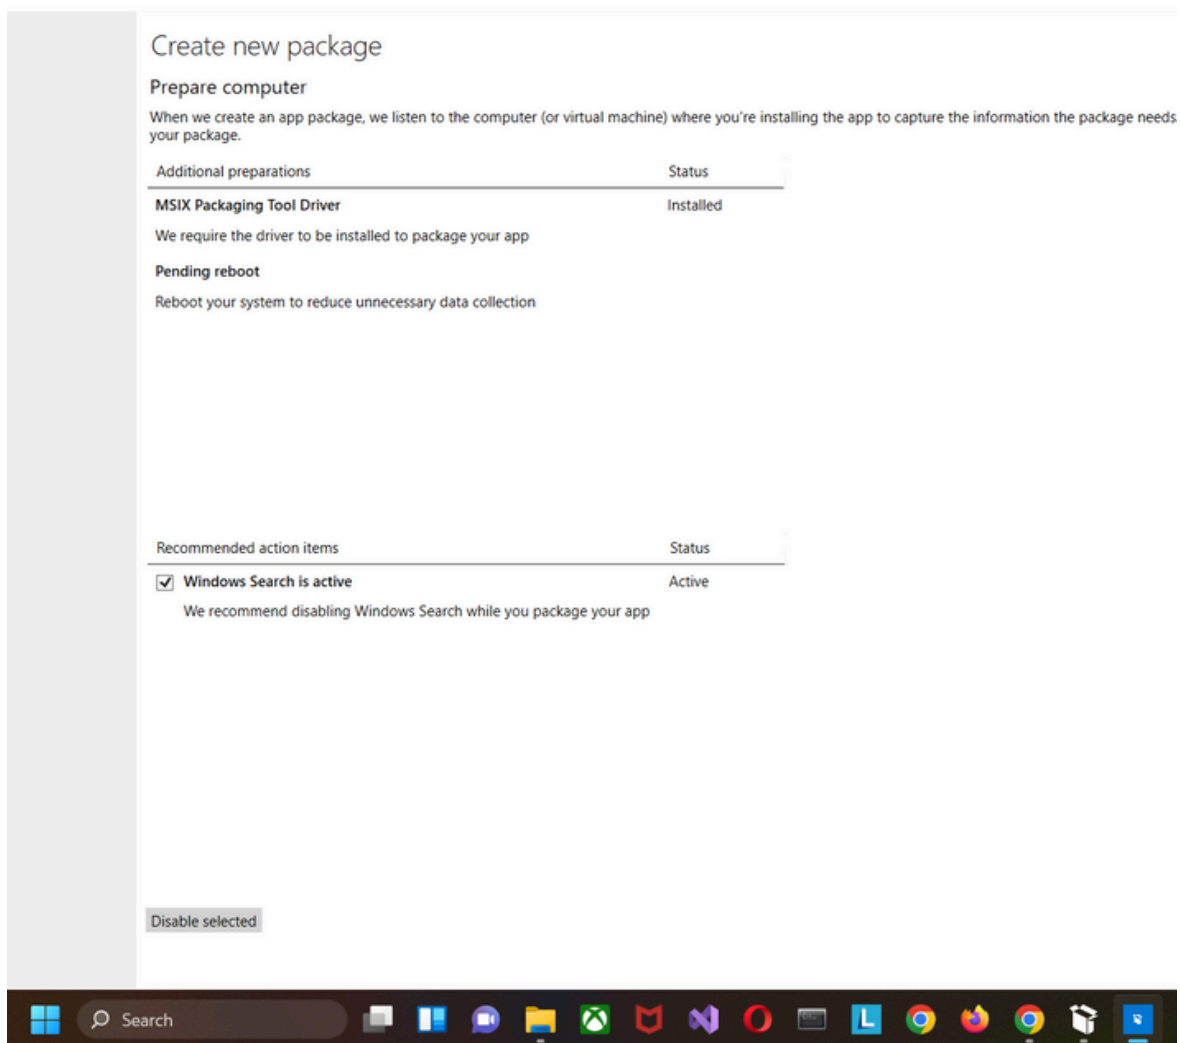 Create new package
Prepare computer
When we create an app package, we listen to the computer (or virtual machine) where you're installing the app to capture the information the package needs
your package.
Additional preparations Status
MSIX Packaging Tool Driver Installed
We require the driver to be installed to package your app
Pending reboot
Reboot your system to reduce unnecessary data collection
Recommended action items Status
Windows Search is active Active
We recommend disabling Windows Search while you package your app
Disable selected
Search
L